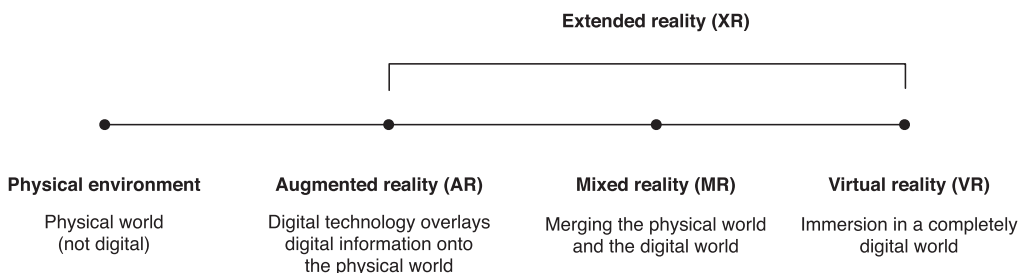 Extended reality (XR)
Physical environment
Physical world
(not digital)
Augmented reality (AR)
Digital technology overlays
digital information onto
the physical world
Mixed reality (MR)
Merging the physical world
and the digital world
Virtual reality (VR)
Immersion in a completely
digital world